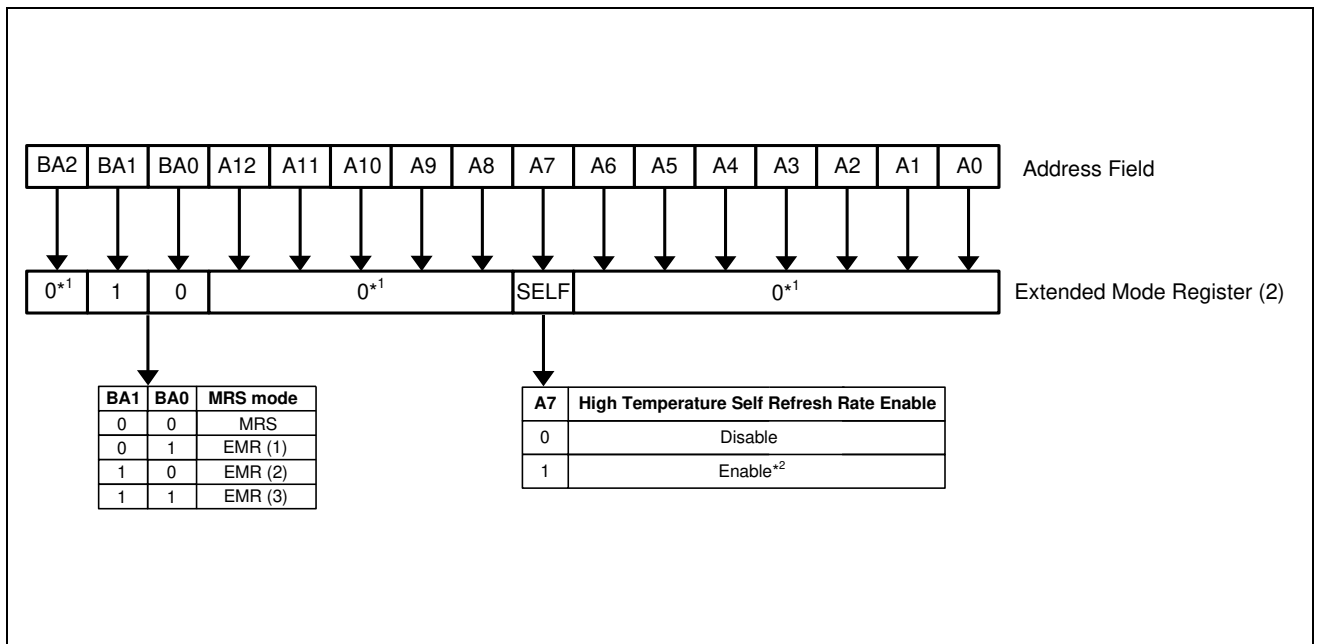 BA2 BA1 BA0 A12 A11 A10 A9 A8 A7 A6 A5 A4 A3 A2 A1 A0 Address Field
0*1 1 0 0*1 SELF 0*1 Extended Mode Register (2)
BA1 BA0 MRS mode
0 0 MRS
0 1 EMR (1)
1 0 EMR (2)
1 1 EMR (3)
A7 High Temperature Self Refresh Rate Enable
0 Disable
1 Enable*2